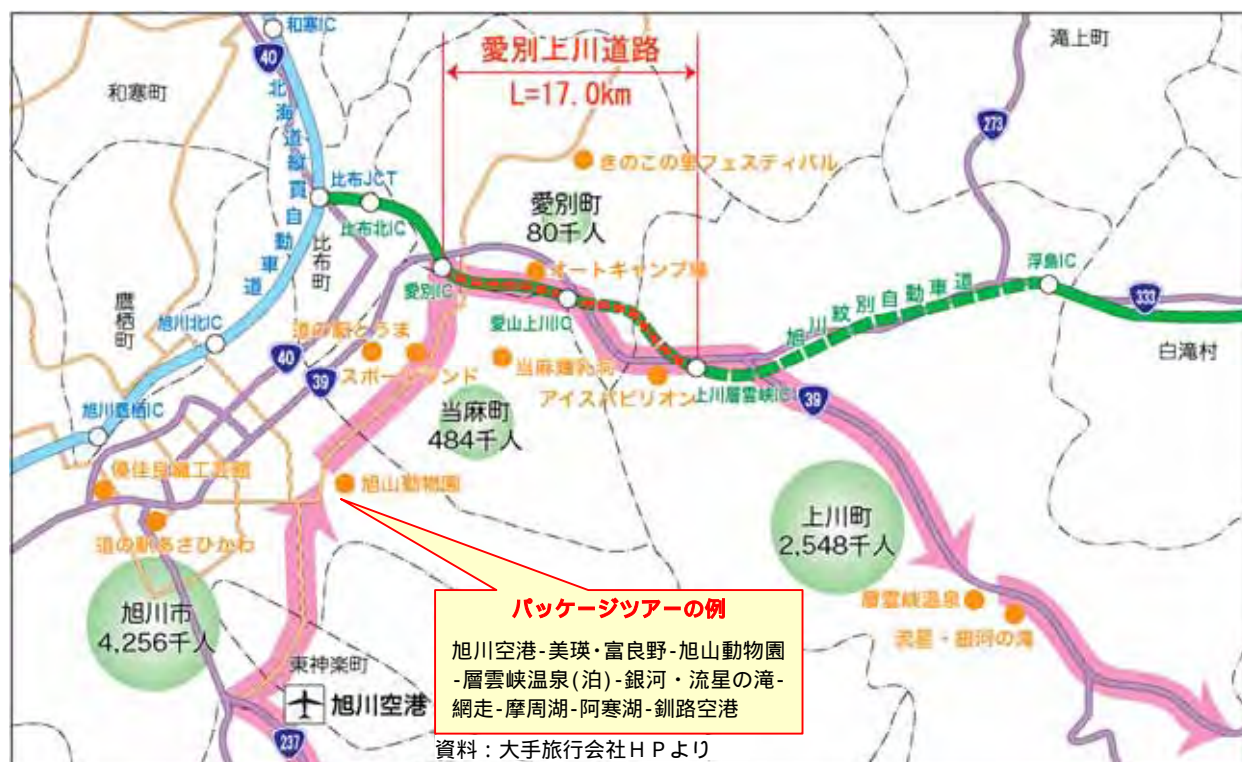 和寒IC
40
和寒町
北海道縦貫自動車道
愛別上川道路
L=17.0km
滝上町
273
きのこの里フェスティバル
比布JCT
比布北IC
愛別町
80千人
比布町
オートキャンプ場
愛別IC
愛山上川IC
旭川紋別自動車道
浮島IC
333
白滝村
鷹栖町
旭川北IC
40
39
道の駅とうま
スポーツランド
当麻鍾乳洞
アイスパビリオン
上川層雲峡IC
39
旭川鷹栖IC
当麻町
484千人
優佳良織工芸館
旭山動物園
道の駅あさひかわ
上川町
2,548千人
旭川市
4,256千人
層雲峡温泉
流星・銀河の滝
東神楽町
旭川空港
237
パッケージツアーの例
旭川空港-美瑛・富良野-旭山動物園
-層雲峡温泉(泊)-銀河・流星の滝-
網走-摩周湖-阿寒湖-釧路空港
資料：大手旅行会社ＨＰより